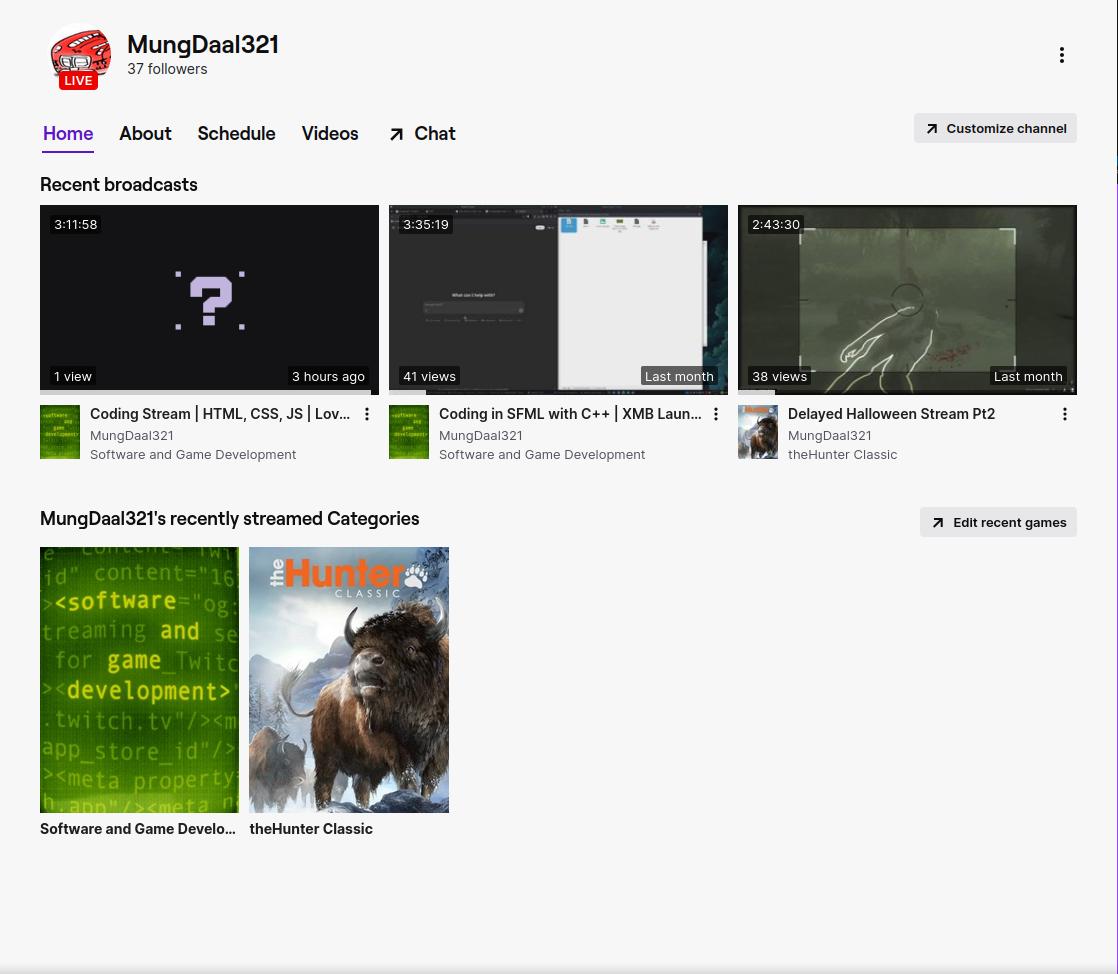 MungDaal321
37 followers
LIVE
Home About Schedule Videos Chat
Customize channel
Recent broadcasts
3:11:58
1 view
3 hours ago
3:35:19
What can I help with?
41 views
Last month
2:43:30
38 views
Last month
Coding Stream | HTML, CSS, JS | Lov...
MungDaal321
Software and Game Development
Coding in SFML with C++ | XMB Laun...
MungDaal321
Software and Game Development
Delayed Halloween Stream Pt2
MungDaal321
theHunter Classic
MungDaal321's recently streamed Categories
Edit recent games
id" content="16
><software="og:
treaming and se
for game_Twitc
><development>
.twitch.tv"/><m
app_store_id"/>
><meta property
h.app"/><meta n
theHunter
CLASSIC
Software and Game Develo...
theHunter Classic